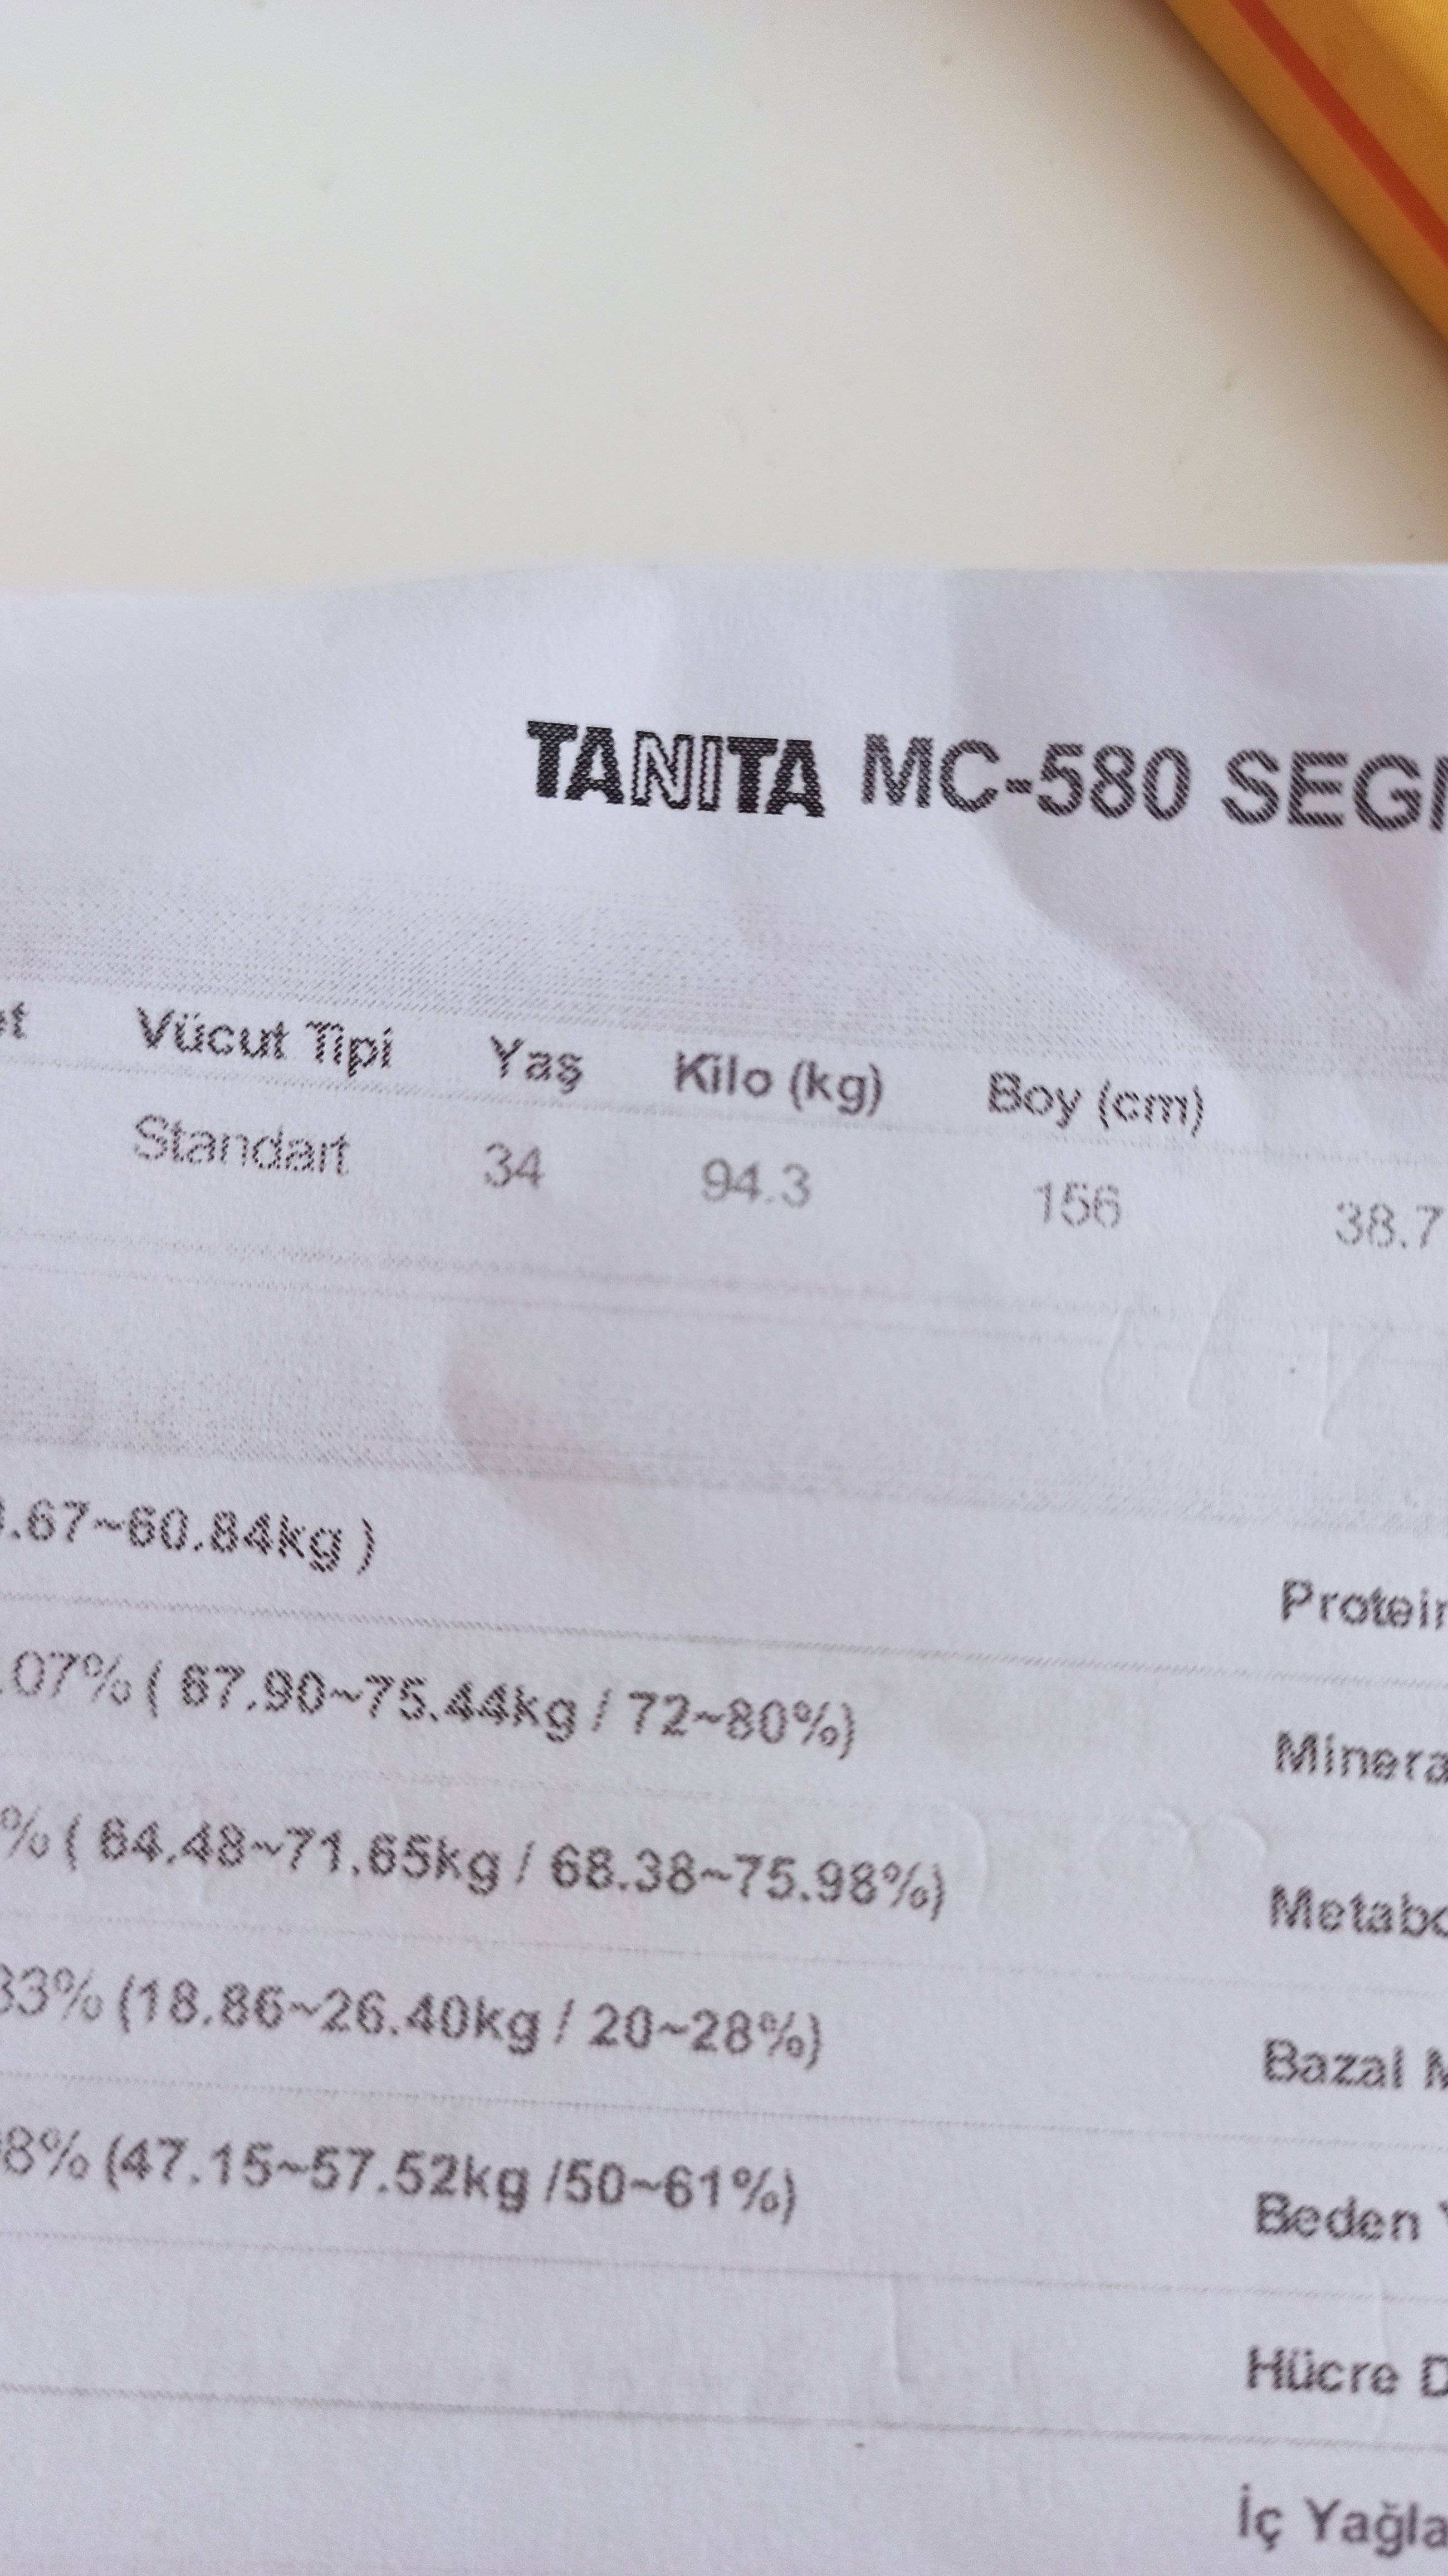 TANITA MC-580 SEG
Vücut Tipi Yaş Kilo (kg) Boy (cm)
Standart 34 94.3 156 38.7
.67~60.84kg )
.07% ( 67.90~75.44kg / 72~80%)
% ( 64.48~71.65kg / 68.38~75.98%)
33% (18.86~26.40kg / 20~28%)
8% (47.15~57.52kg /50~61%)
Protein
Minera
Metabo
Bazal M
Beden Y
Hücre D
İç Yağla